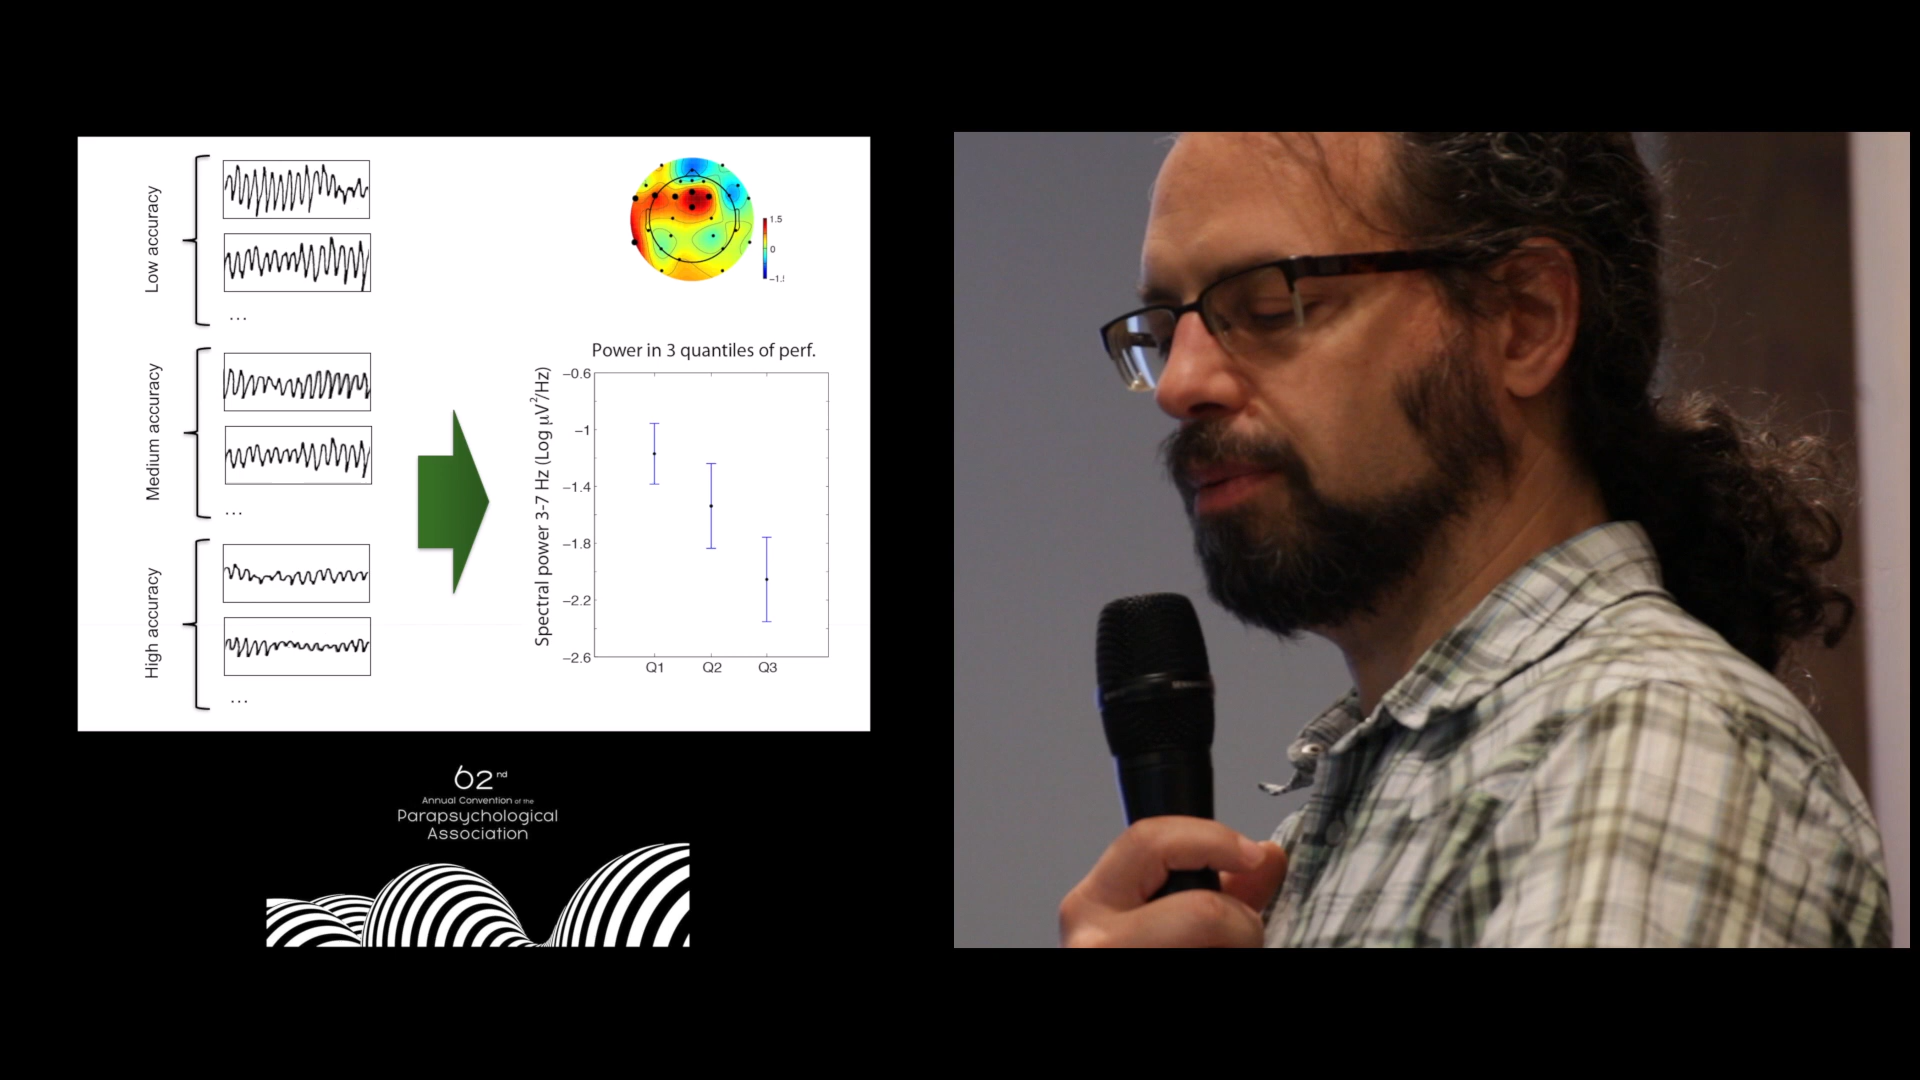 Low accuracy
...
Medium accuracy
...
High accuracy
...
1.5
0
Power in 3 quantiles of perf.
Spectral power 3-7 Hz (Log µV²/Hz)
−0.6
−1
−1.4
−1.8
−2.2
−2.6
Q1
Q2
Q3
62nd
Annual Convention of the
Parapsychological
Association